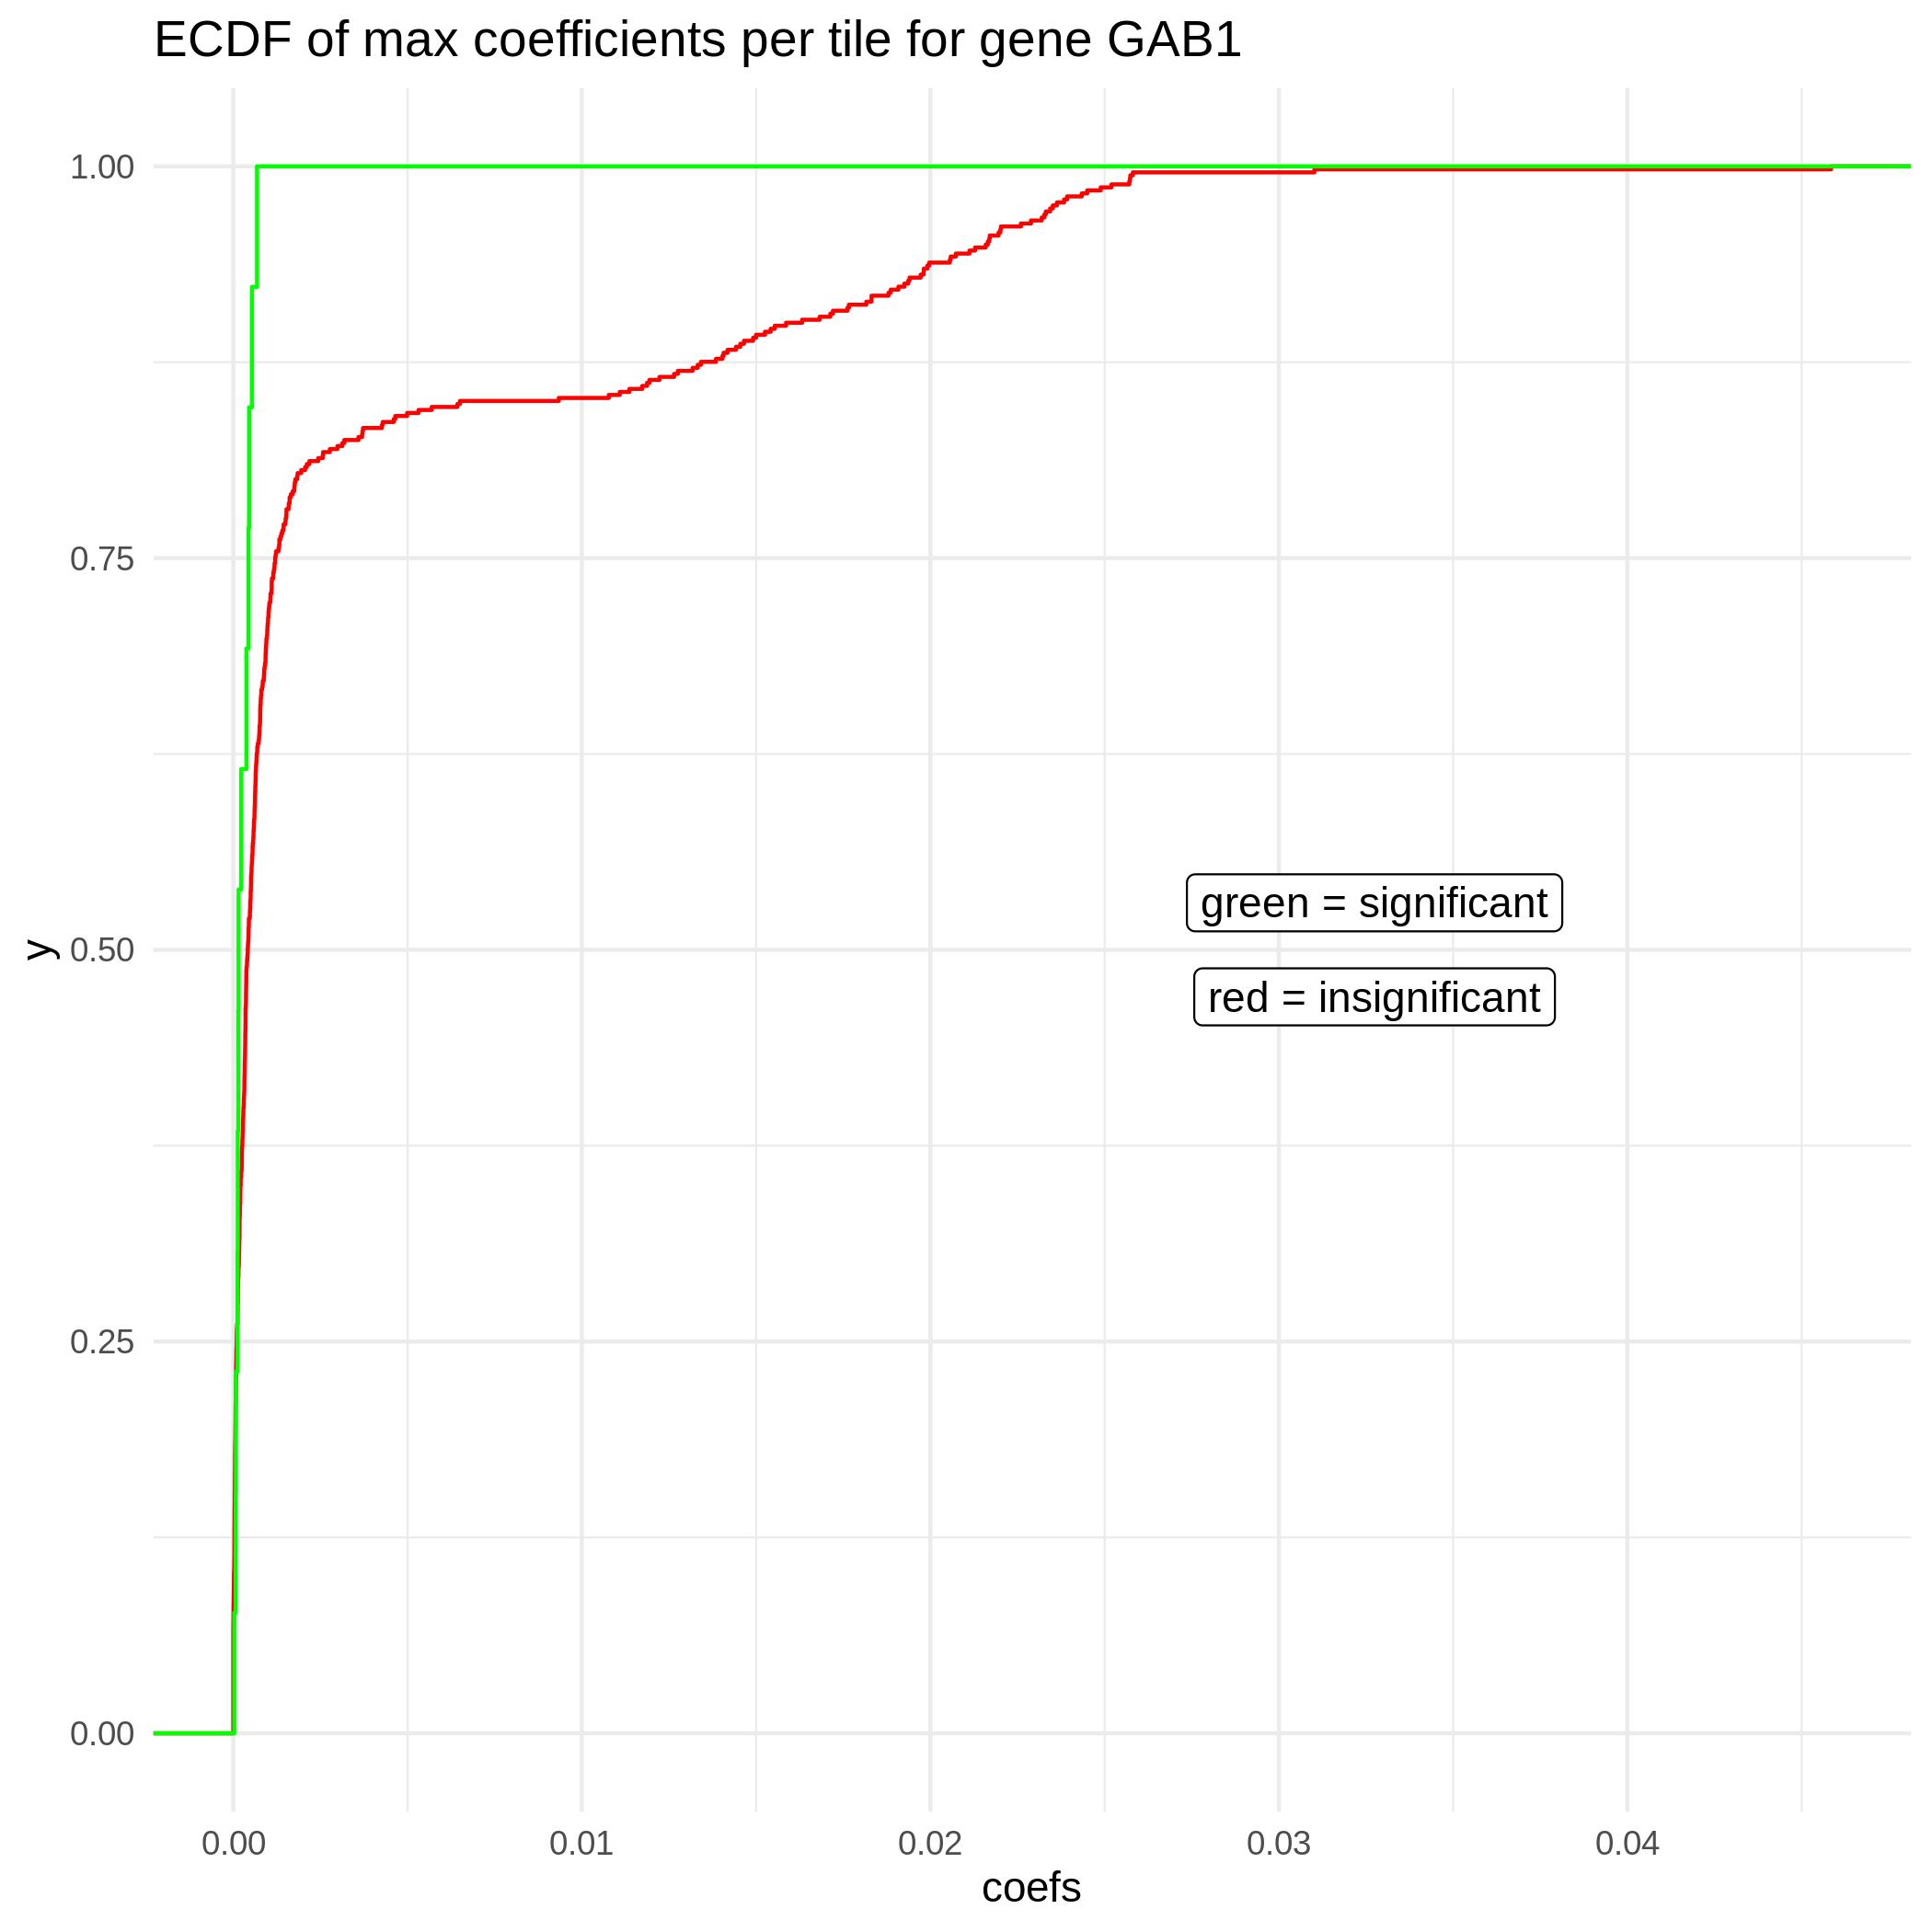 ECDF of max coefficients per tile for gene GAB1
1.00
0.75
green = significant
y
0.50
red = insignificant
0.25
0.00
0.00 0.01 0.02 0.03 0.04
coefs